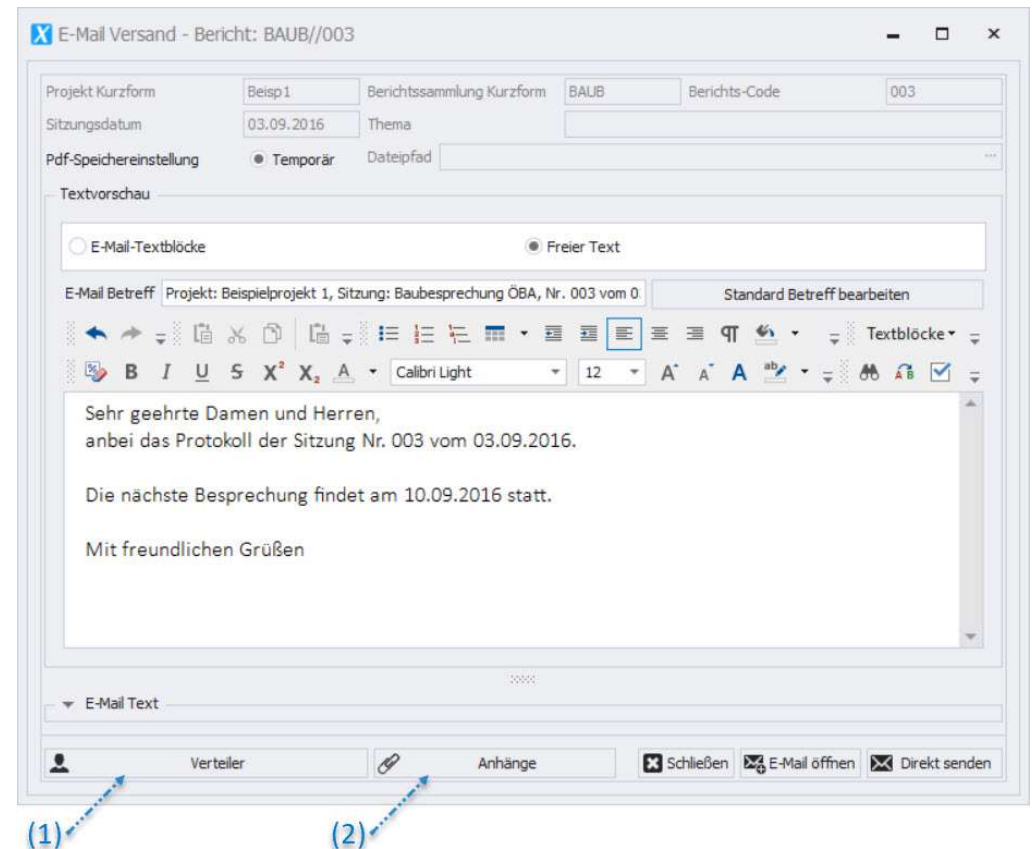 E-Mail Versand - Bericht: BAUB//003
Projekt Kurzform Beisp1 Berichtssammlung Kurzform BAUB Berichts-Code 003
Sitzungsdatum 03.09.2016 Thema
Pdf-Speichereinstellung Temporär Dateipfad ...
Textvorschau
E-Mail-Textblöcke Freier Text
E-Mail Betreff Projekt: Beispielprojekt 1, Sitzung: Baubesprechung ÖBA, Nr. 003 vom 0 Standard Betreff bearbeiten
Textblöcke
B I U S X² X₂ A Calibri Light 12 A A A ab A B
Sehr geehrte Damen und Herren,
anbei das Protokoll der Sitzung Nr. 003 vom 03.09.2016.
Die nächste Besprechung findet am 10.09.2016 statt.
Mit freundlichen Grüßen
E-Mail Text
Verteiler Anhänge Schließen E-Mail öffnen Direkt senden
(1) (2)